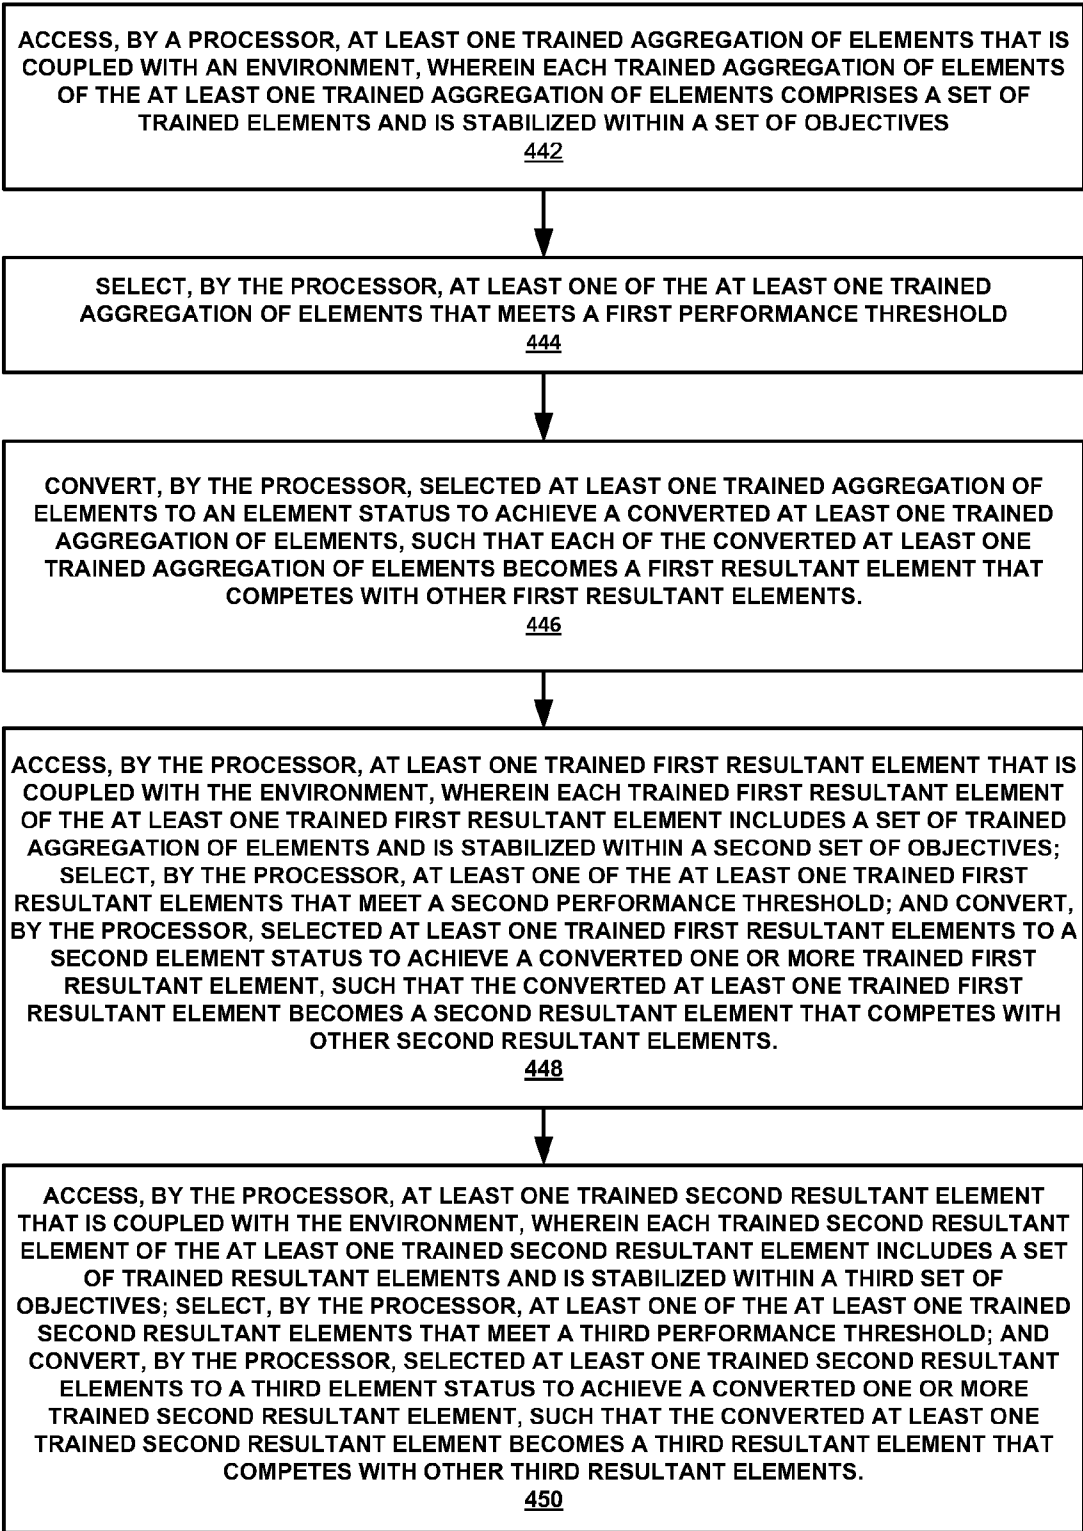 ACCESS, BY A PROCESSOR, AT LEAST ONE TRAINED AGGREGATION OF ELEMENTS THAT IS
COUPLED WITH AN ENVIRONMENT, WHEREIN EACH TRAINED AGGREGATION OF ELEMENTS
OF THE AT LEAST ONE TRAINED AGGREGATION OF ELEMENTS COMPRISES A SET OF
TRAINED ELEMENTS AND IS STABILIZED WITHIN A SET OF OBJECTIVES
442
SELECT, BY THE PROCESSOR, AT LEAST ONE OF THE AT LEAST ONE TRAINED
AGGREGATION OF ELEMENTS THAT MEETS A FIRST PERFORMANCE THRESHOLD
444
CONVERT, BY THE PROCESSOR, SELECTED AT LEAST ONE TRAINED AGGREGATION OF
ELEMENTS TO AN ELEMENT STATUS TO ACHIEVE A CONVERTED AT LEAST ONE TRAINED
AGGREGATION OF ELEMENTS, SUCH THAT EACH OF THE CONVERTED AT LEAST ONE
TRAINED AGGREGATION OF ELEMENTS BECOMES A FIRST RESULTANT ELEMENT THAT
COMPETES WITH OTHER FIRST RESULTANT ELEMENTS.
446
ACCESS, BY THE PROCESSOR, AT LEAST ONE TRAINED FIRST RESULTANT ELEMENT THAT IS
COUPLED WITH THE ENVIRONMENT, WHEREIN EACH TRAINED FIRST RESULTANT ELEMENT
OF THE AT LEAST ONE TRAINED FIRST RESULTANT ELEMENT INCLUDES A SET OF TRAINED
AGGREGATION OF ELEMENTS AND IS STABILIZED WITHIN A SECOND SET OF OBJECTIVES;
SELECT, BY THE PROCESSOR, AT LEAST ONE OF THE AT LEAST ONE TRAINED FIRST
RESULTANT ELEMENTS THAT MEET A SECOND PERFORMANCE THRESHOLD; AND CONVERT,
BY THE PROCESSOR, SELECTED AT LEAST ONE TRAINED FIRST RESULTANT ELEMENTS TO A
SECOND ELEMENT STATUS TO ACHIEVE A CONVERTED ONE OR MORE TRAINED FIRST
RESULTANT ELEMENT, SUCH THAT THE CONVERTED AT LEAST ONE TRAINED FIRST
RESULTANT ELEMENT BECOMES A SECOND RESULTANT ELEMENT THAT COMPETES WITH
OTHER SECOND RESULTANT ELEMENTS.
448
ACCESS, BY THE PROCESSOR, AT LEAST ONE TRAINED SECOND RESULTANT ELEMENT
THAT IS COUPLED WITH THE ENVIRONMENT, WHEREIN EACH TRAINED SECOND RESULTANT
ELEMENT OF THE AT LEAST ONE TRAINED SECOND RESULTANT ELEMENT INCLUDES A SET
OF TRAINED RESULTANT ELEMENTS AND IS STABILIZED WITHIN A THIRD SET OF
OBJECTIVES; SELECT, BY THE PROCESSOR, AT LEAST ONE OF THE AT LEAST ONE TRAINED
SECOND RESULTANT ELEMENTS THAT MEET A THIRD PERFORMANCE THRESHOLD; AND
CONVERT, BY THE PROCESSOR, SELECTED AT LEAST ONE TRAINED SECOND RESULTANT
ELEMENTS TO A THIRD ELEMENT STATUS TO ACHIEVE A CONVERTED ONE OR MORE
TRAINED SECOND RESULTANT ELEMENT, SUCH THAT THE CONVERTED AT LEAST ONE
TRAINED SECOND RESULTANT ELEMENT BECOMES A THIRD RESULTANT ELEMENT THAT
COMPETES WITH OTHER THIRD RESULTANT ELEMENTS.
450